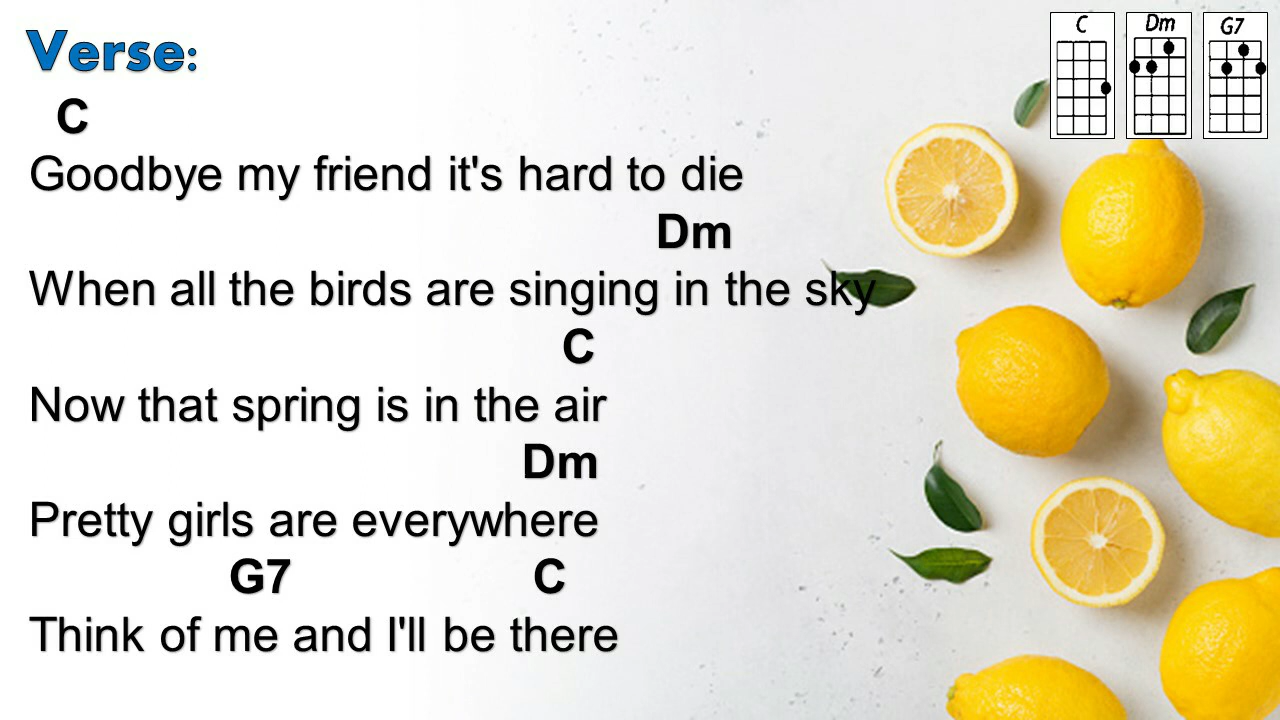 Verse:
C Dm G7
C
Goodbye my friend it's hard to die
Dm
When all the birds are singing in the sky
C
Now that spring is in the air
Dm
Pretty girls are everywhere
G7 C
Think of me and I'll be there